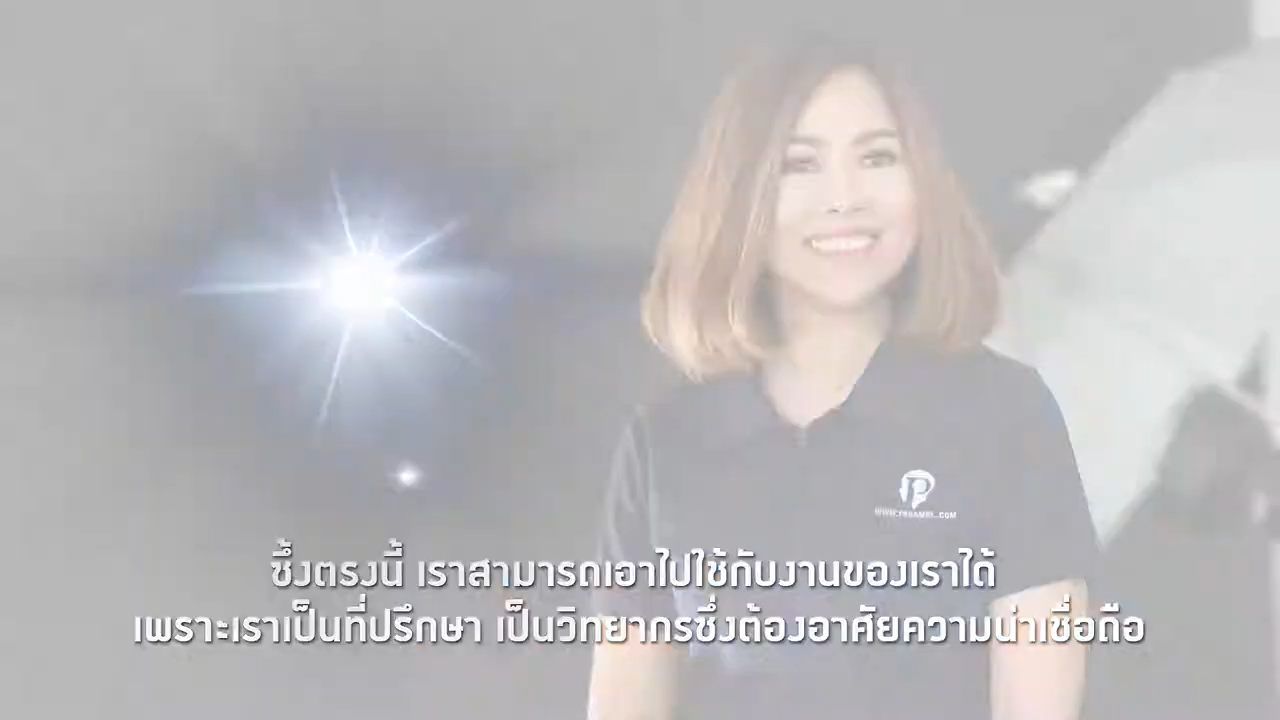 ซึ้งตรงนี้ เราสามารถเอาไปใช้กับงานของเราได้
เพราะเราเป็นที่ปรึกษา เป็นวิทยากรซึ่งต้องอาศัยความน่าเชื่อถือ